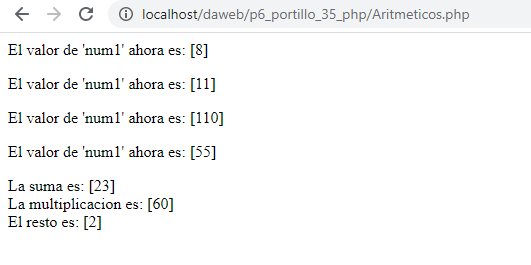 localhost/daweb/p6_portillo_35_php/Aritmeticos.php
El valor de 'num1' ahora es: [8]
El valor de 'num1' ahora es: [11]
El valor de 'num1' ahora es: [110]
El valor de 'num1' ahora es: [55]
La suma es: [23]
La multiplicacion es: [60]
El resto es: [2]